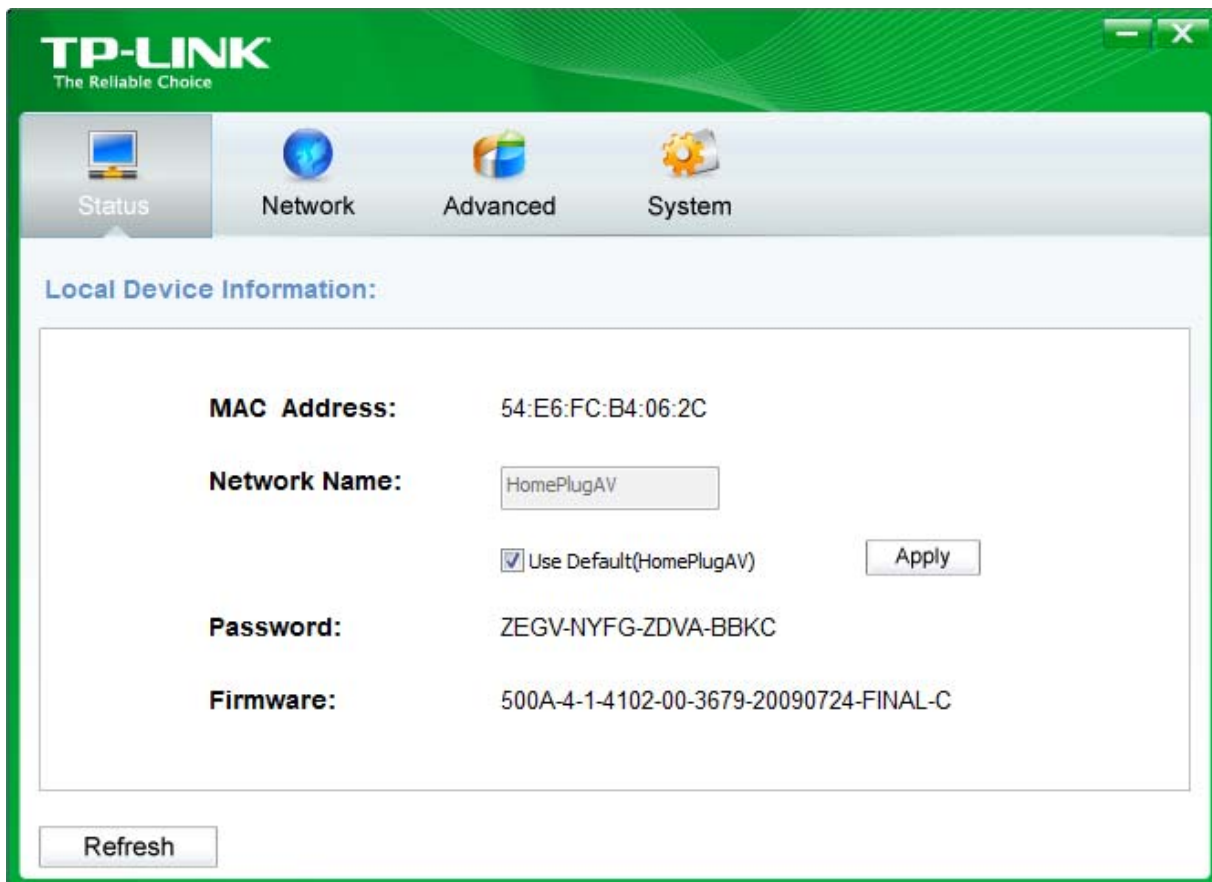 TP-LINK
The Reliable Choice
Status
Network
Advanced
System
Local Device Information:
MAC Address: 54:E6:FC:B4:06:2C
Network Name: HomePlugAV
Use Default(HomePlugAV) Apply
Password: ZEGV-NYFG-ZDVA-BBKC
Firmware: 500A-4-1-4102-00-3679-20090724-FINAL-C
Refresh